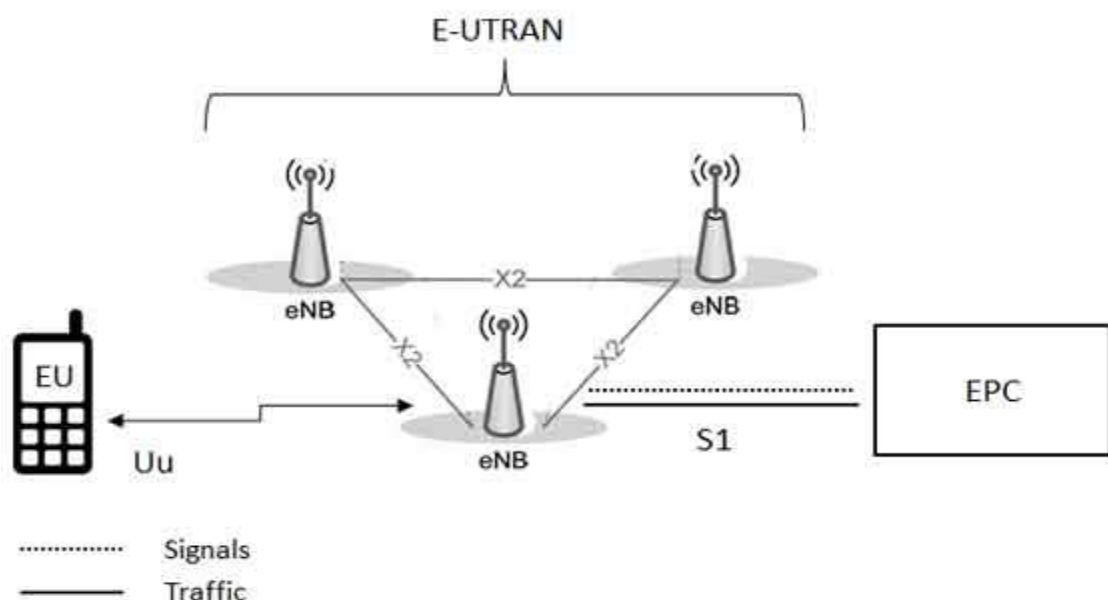 E-UTRAN
X2
eNB
eNB
X2
X2
EU
EPC
S1
eNB
Uu
Signals
Traffic